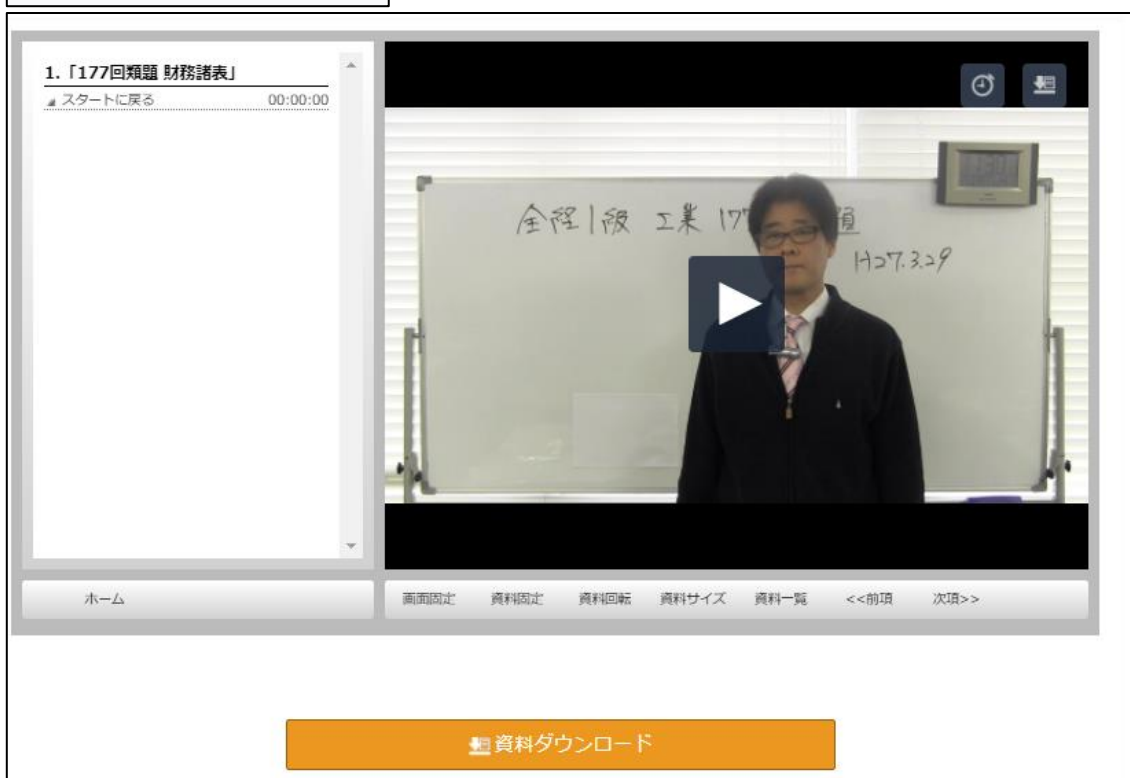 1.「177回類題 財務諸表」
スタートに戻る 00:00:00
全経1級 工業 17
H27.3.29
ホーム
画面固定 資料固定 資料回転 資料サイズ 資料一覧 <<前項 次項>>
資料ダウンロード